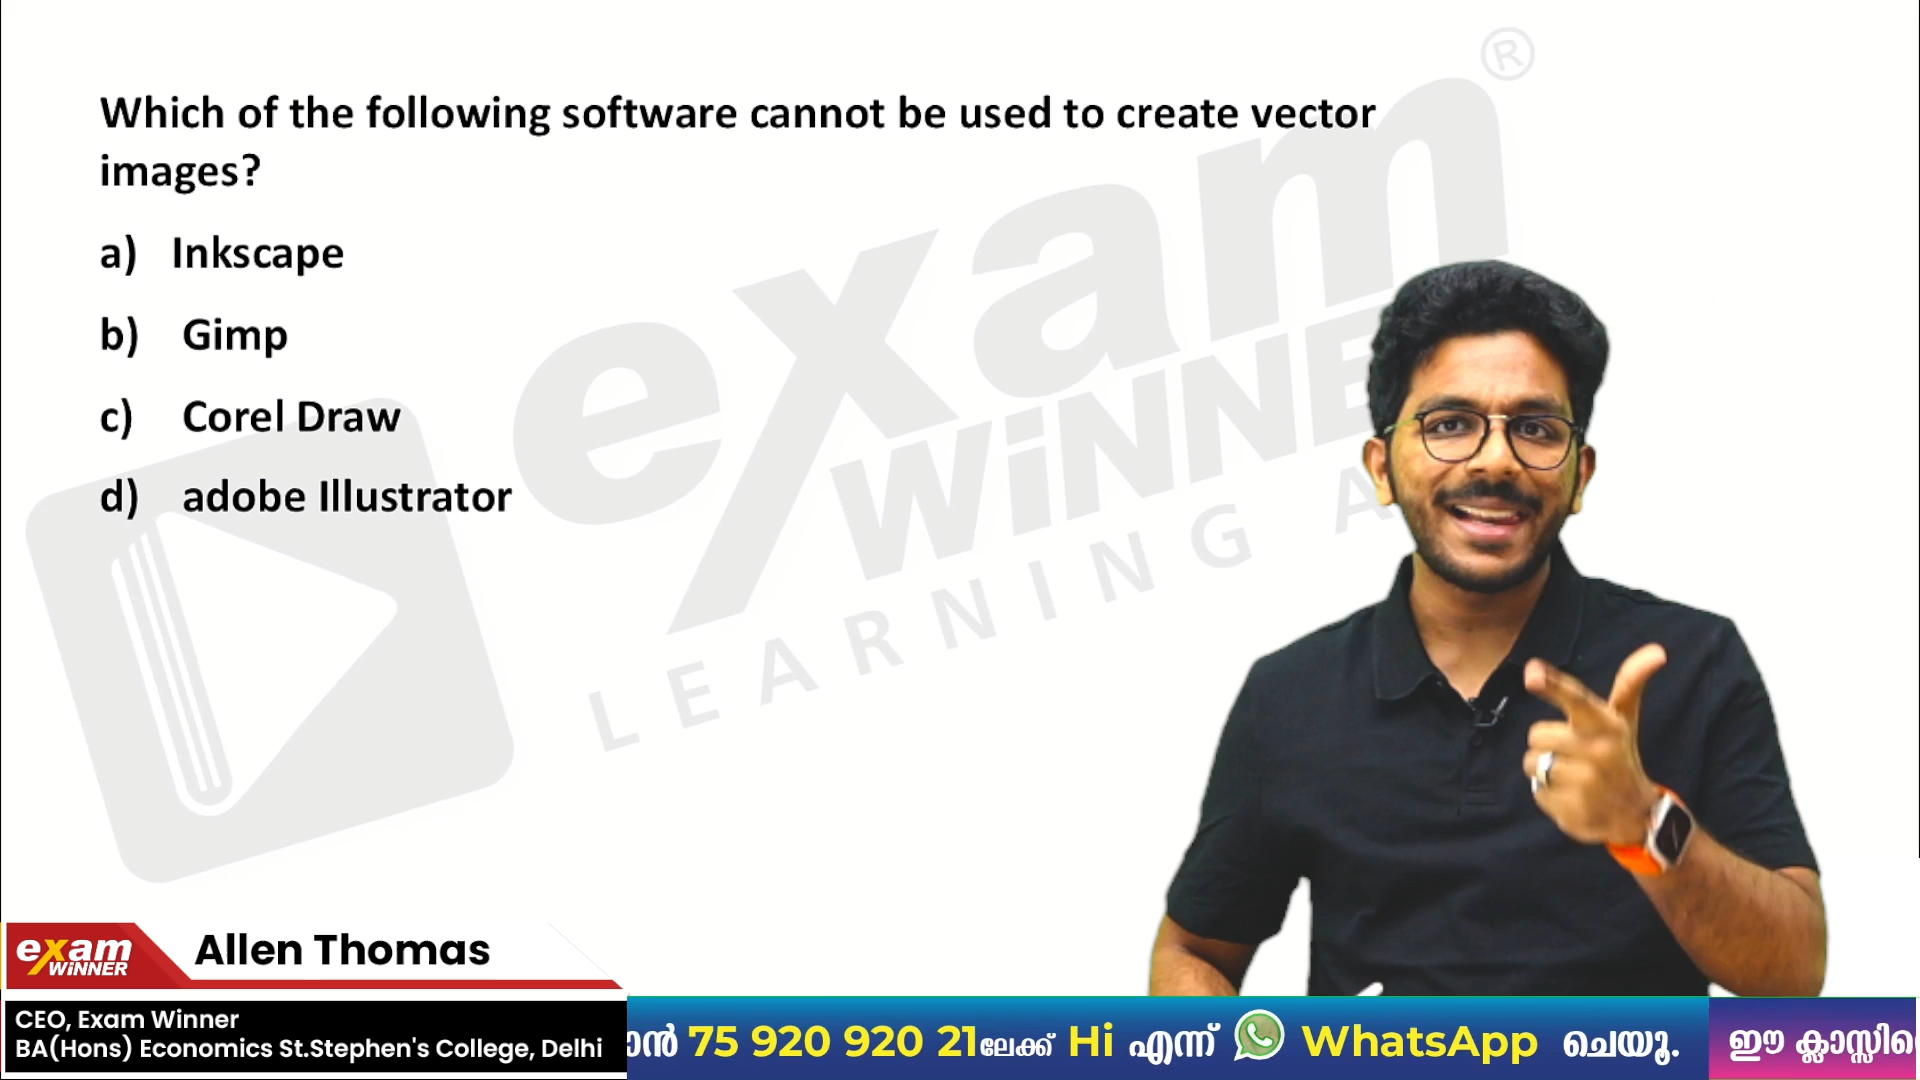 Which of the following software cannot be used to create vector
images?
a) Inkscape
b) Gimp
c) Corel Draw
d) adobe Illustrator
®
exam
WiNNE
LEARNING A
exam
WiNNER
Allen Thomas
CEO, Exam Winner
BA(Hons) Economics St.Stephen's College, Delhi
75 920 920 21ലേക്ക് Hi എന്ന് WhatsApp ചെയൂ.
ഈ